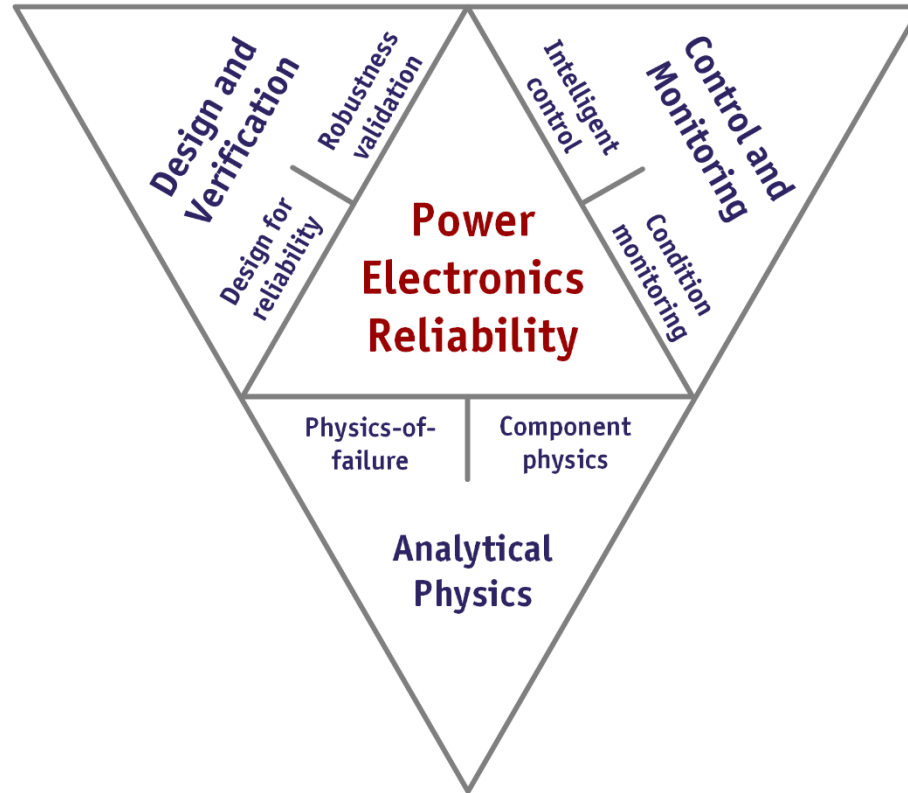 Design and
Verification
Robustness
validation
Design for
reliability
Intelligent
control
Control and
Monitoring
Condition
monitoring
Power
Electronics
Reliability
Physics-of-
failure
Component
physics
Analytical
Physics